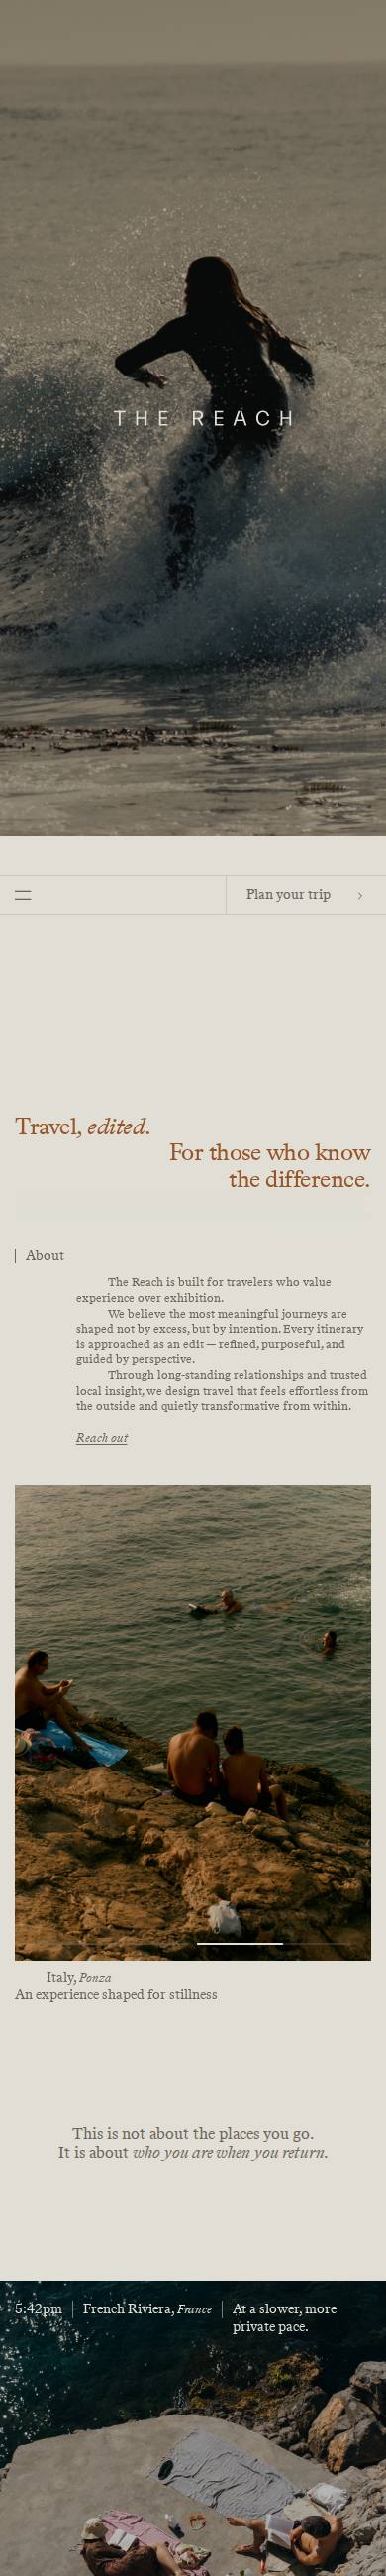 THE REACH
Plan your trip
Travel, edited.
For those who know
the difference.
About
The Reach is built for travelers who value
experience over exhibition.
We believe the most meaningful journeys are
shaped not by excess, but by intention. Every itinerary
is approached as an edit — refined, purposeful, and
guided by perspective.
Through long-standing relationships and trusted
local insight, we design travel that feels effortless from
the outside and quietly transformative from within.
Reach out
Italy, Ponza
An experience shaped for stillness
This is not about the places you go.
It is about who you are when you return.
5:42pm
French Riviera, France
At a slower, more
private pace.